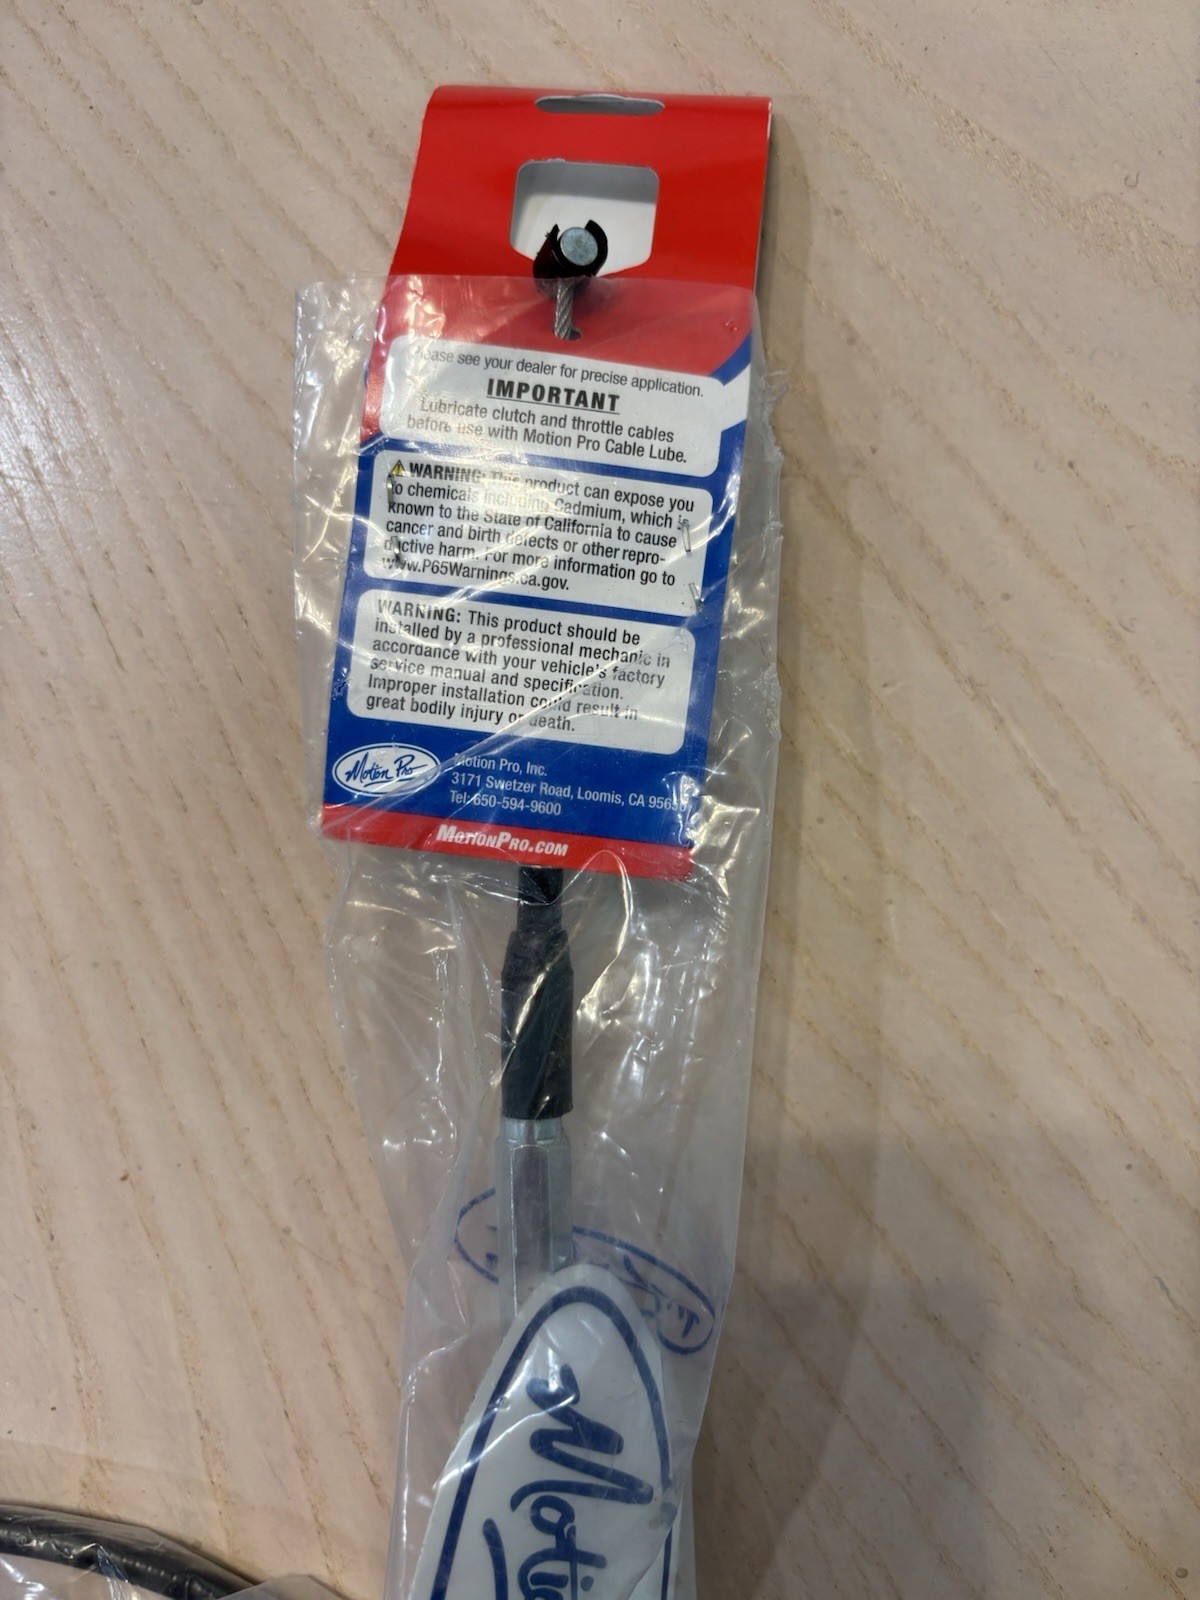 Please see your dealer for precise application.
IMPORTANT
Lubricate clutch and throttle cables
before use with Motion Pro Cable Lube.
WARNING: This product can expose you
to chemicals including Cadmium, which is
known to the State of California to cause
cancer and birth defects or other repro-
ductive harm. For more information go to
www.P65Warnings.ca.gov.
WARNING: This product should be
installed by a professional mechanic in
accordance with your vehicle's factory
service manual and specification.
Improper installation could result in
great bodily injury or death.
Motion Pro
Motion Pro, Inc.
3171 Swetzer Road, Loomis, CA
Tel: 650-594-9600
MOTIONPRO.COM